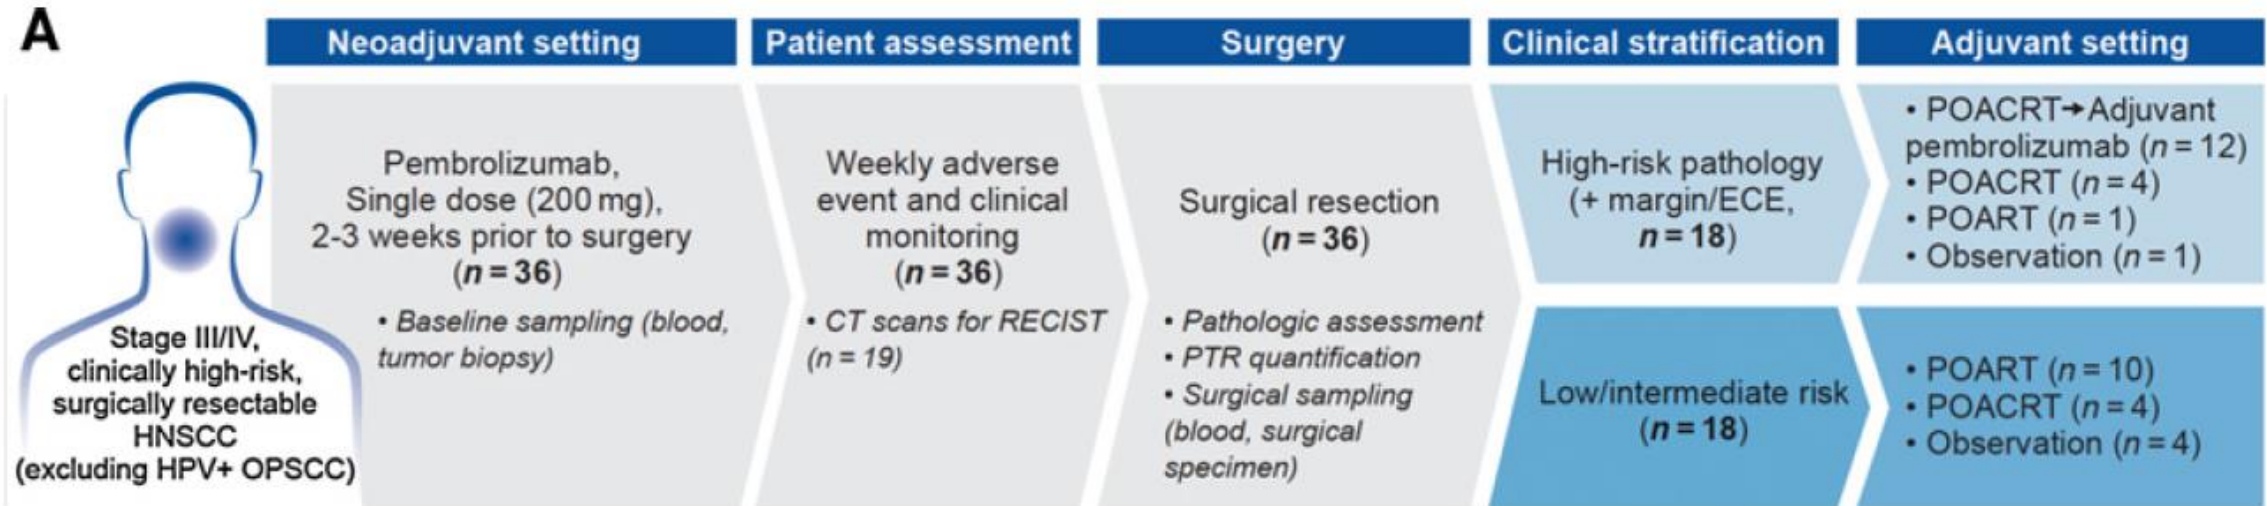 A
Neoadjuvant setting
Patient assessment
Surgery
Clinical stratification
Adjuvant setting
Stage III/IV,
clinically high-risk,
surgically resectable
HNSCC
(excluding HPV+ OPSCC)
Pembrolizumab,
Single dose (200 mg),
2-3 weeks prior to surgery
(n = 36)
• Baseline sampling (blood,
tumor biopsy)
Weekly adverse
event and clinical
monitoring
(n = 36)
• CT scans for RECIST
(n = 19)
Surgical resection
(n = 36)
• Pathologic assessment
• PTR quantification
• Surgical sampling
(blood, surgical
specimen)
High-risk pathology
(+ margin/ECE,
n = 18)
Low/intermediate risk
(n = 18)
• POACRT→Adjuvant
pembrolizumab (n = 12)
• POACRT (n = 4)
• POART (n = 1)
• Observation (n = 1)
• POART (n = 10)
• POACRT (n = 4)
• Observation (n = 4)